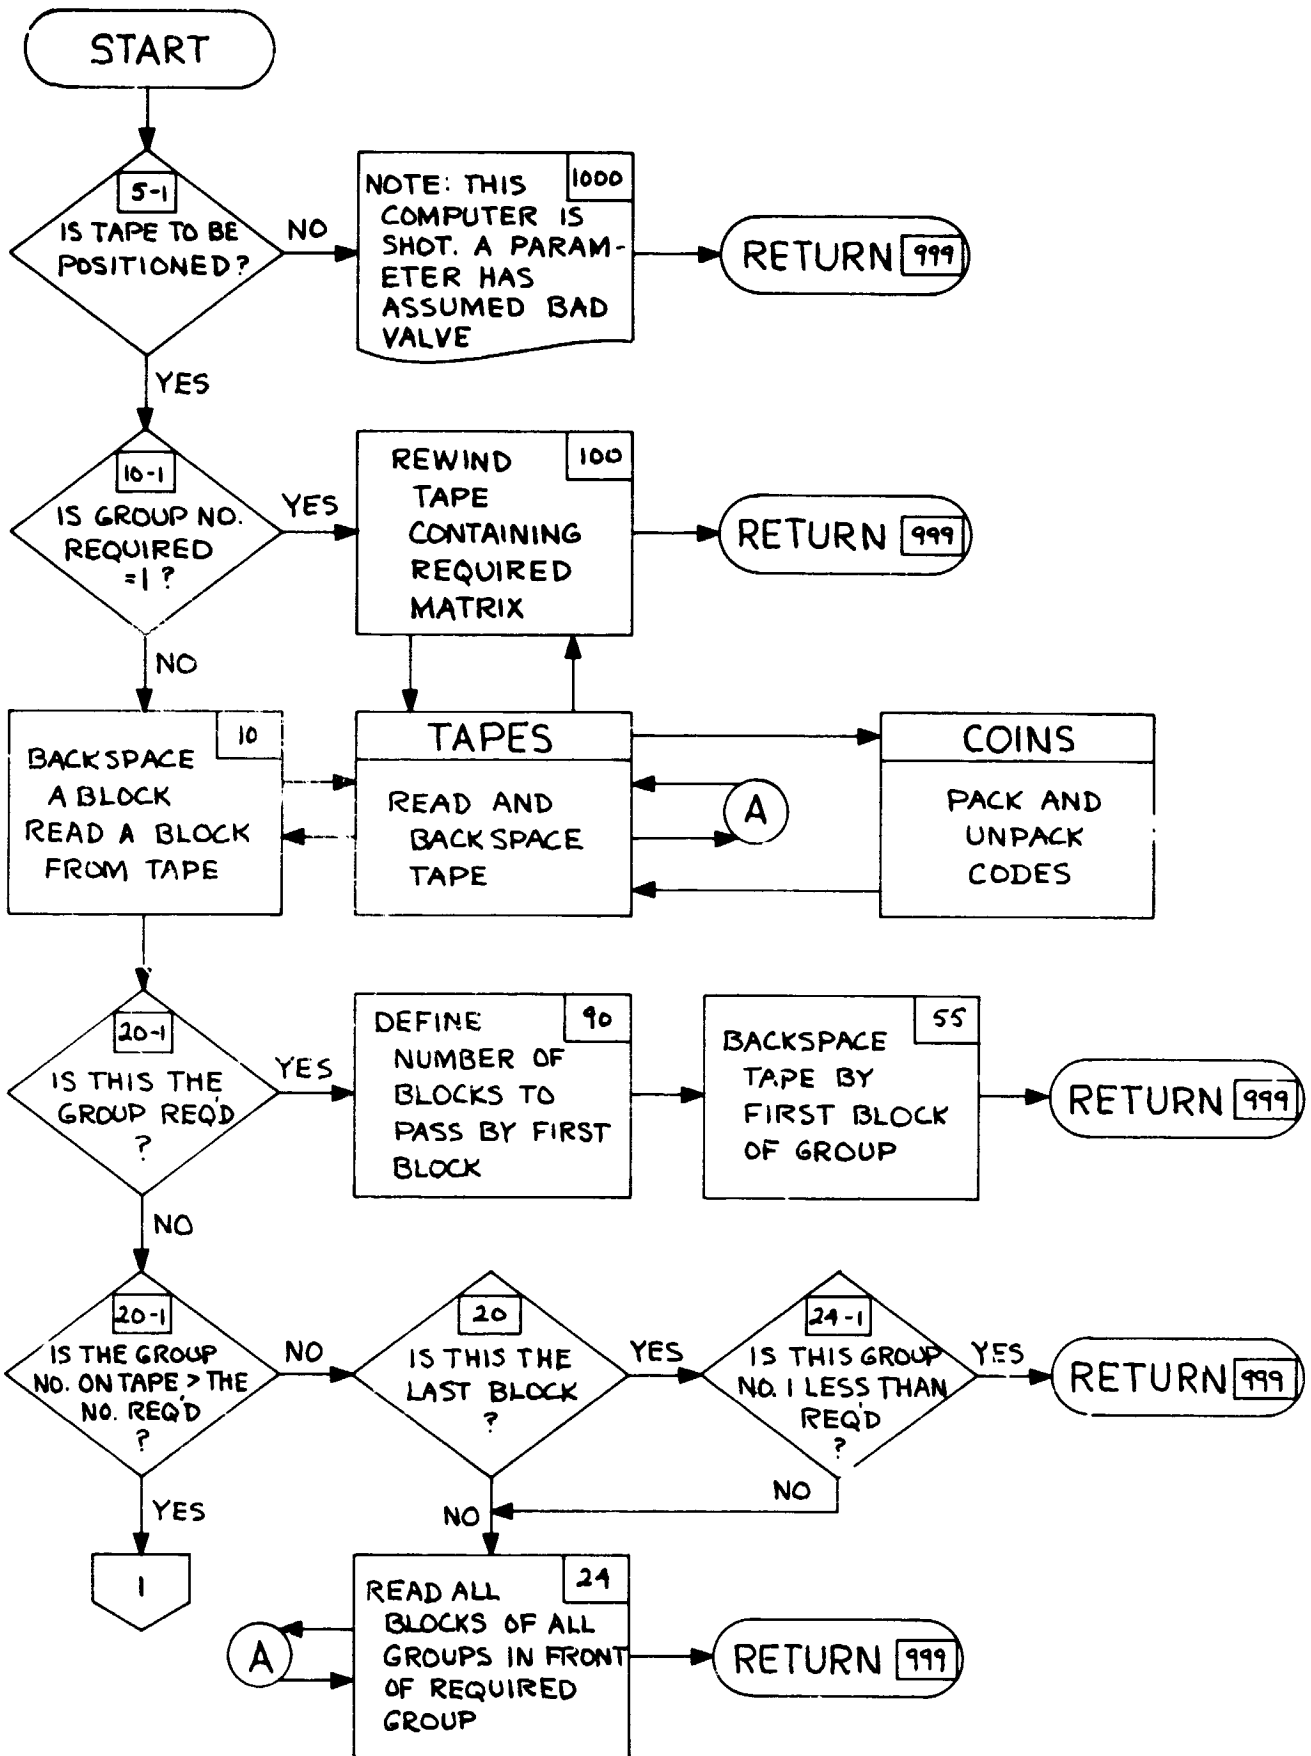 START
5-1
IS TAPE TO BE
POSITIONED?
NO
1000
NOTE: THIS
COMPUTER IS
SHOT. A PARAM-
ETER HAS
ASSUMED BAD
VALVE
RETURN 999
YES
10-1
IS GROUP NO.
REQUIRED
=1 ?
YES
100
REWIND
TAPE
CONTAINING
REQUIRED
MATRIX
RETURN 999
NO
10
BACKSPACE
A BLOCK
READ A BLOCK
FROM TAPE
TAPES
READ AND
BACKSPACE
TAPE
A
COINS
PACK AND
UNPACK
CODES
20-1
IS THIS THE
GROUP REQ'D
?
YES
90
DEFINE
NUMBER OF
BLOCKS TO
PASS BY FIRST
BLOCK
55
BACKSPACE
TAPE BY
FIRST BLOCK
OF GROUP
RETURN 999
NO
20-1
IS THE GROUP
NO. ON TAPE > THE
NO. REQ'D
?
NO
20
IS THIS THE
LAST BLOCK
?
YES
24-1
IS THIS GROUP
NO. 1 LESS THAN
REQ'D
?
YES
RETURN 999
YES
NO
NO
1
24
READ ALL
BLOCKS OF ALL
GROUPS IN FRONT
OF REQUIRED
GROUP
A
RETURN 999